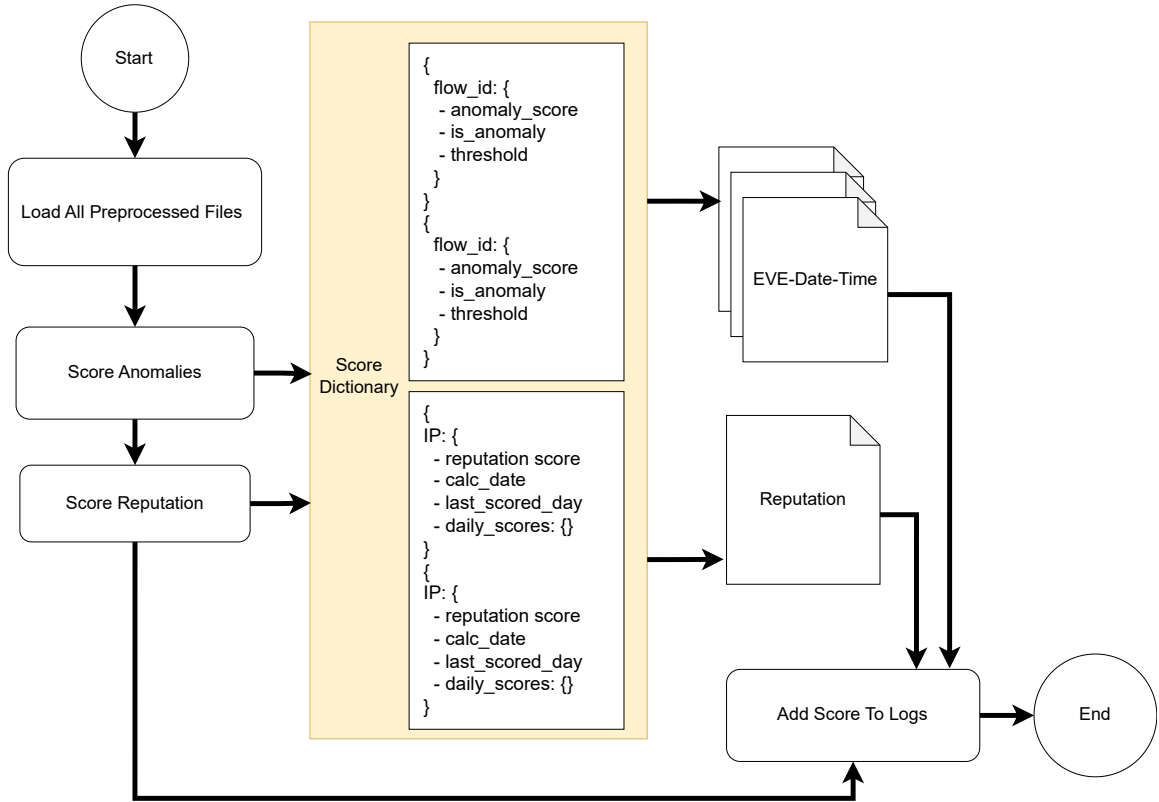 Start
Load All Preprocessed Files
Score Anomalies
Score Reputation
Score
Dictionary
{
flow_id: {
- anomaly_score
- is_anomaly
- threshold
}
}
{
flow_id: {
- anomaly_score
- is_anomaly
- threshold
}
}
{
IP: {
- reputation score
- calc_date
- last_scored_day
- daily_scores: {}
}
{
IP: {
- reputation score
- calc_date
- last_scored_day
- daily_scores: {}
}
EVE-Date-Time
Reputation
Add Score To Logs
End